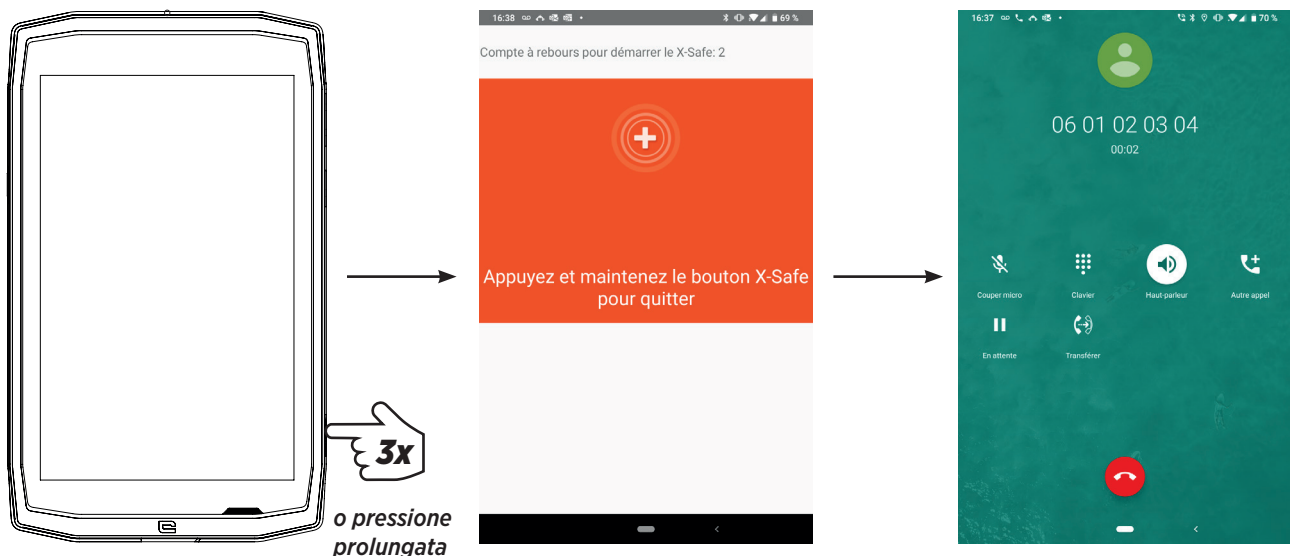 3x
o pressione
prolungata
16:38 69 %
Compte à rebours pour démarrer le X-Safe: 2
Appuyez et maintenez le bouton X-Safe
pour quitter
16:37 70 %
06 01 02 03 04
00:02
Couper micro Clavier Haut-parleur Autre appel
En attente Transférer